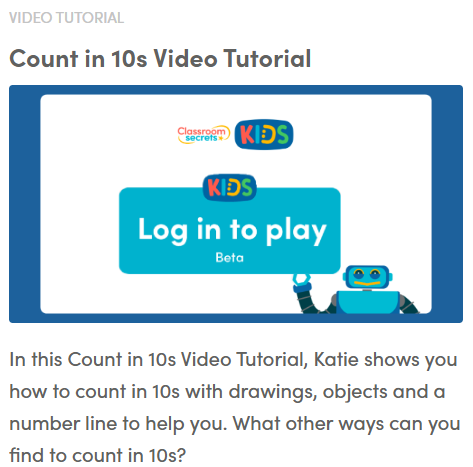 VIDEO TUTORIAL
Count in 10s Video Tutorial
Classroom secrets KIDS
KIDS
Log in to play
Beta
In this Count in 10s Video Tutorial, Katie shows you
how to count in 10s with drawings, objects and a
number line to help you. What other ways can you
find to count in 10s?